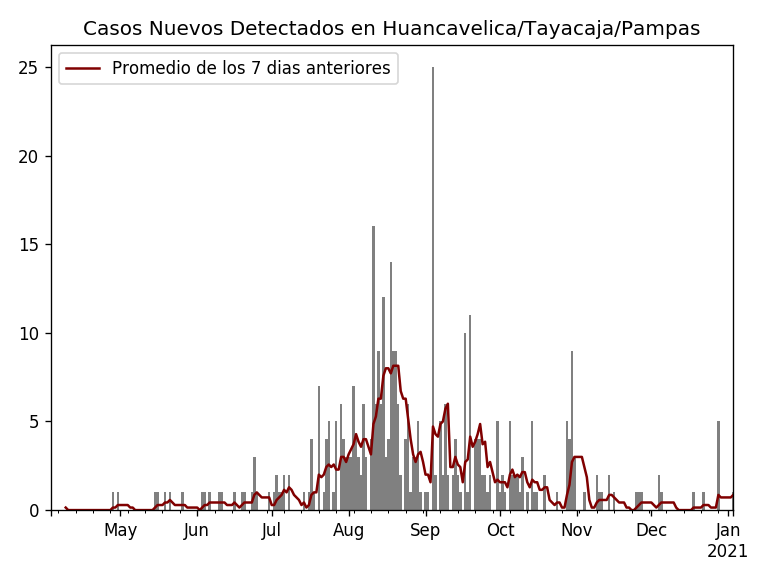 Casos Nuevos Detectados en Huancavelica/Tayacaja/Pampas
Promedio de los 7 dias anteriores
25
20
15
10
5
0
May Jun Jul Aug Sep Oct Nov Dec Jan
2021